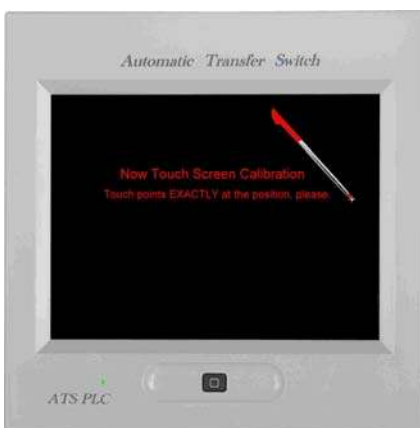 Automatic Transfer Switch
Now Touch Screen Calibration
Touch points EXACTLY at the position, please.
ATS PLC